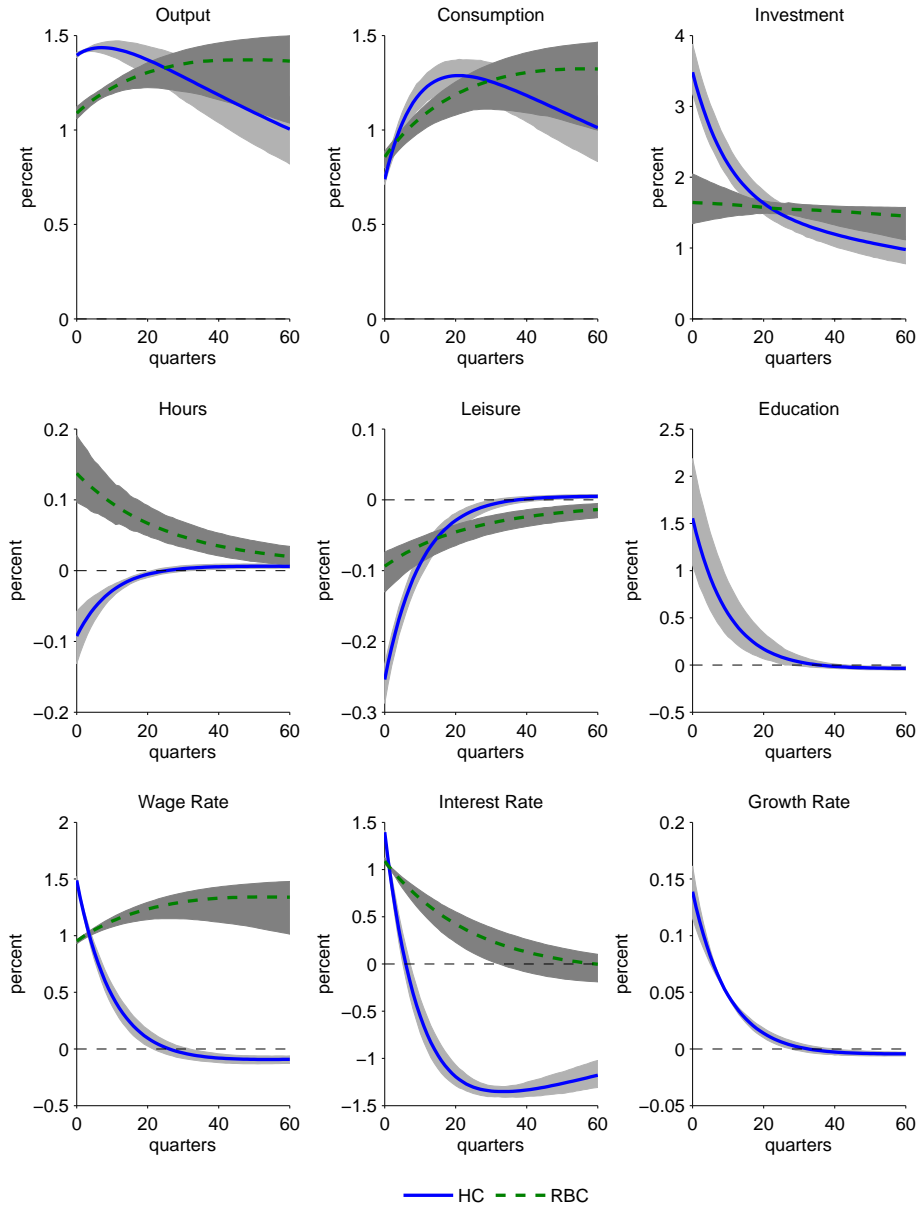 Output Consumption Investment
1.5 1.5 4
3
1 1
percent percent percent
2
0.5 0.5
1
0 0 0
0 20 40 60 0 20 40 60 0 20 40 60
quarters quarters quarters
Hours Leisure Education
0.2 0.1 2.5
2
0.1 0
1.5
percent percent percent
0 −0.1 1
0.5
−0.1 −0.2
0
−0.2 −0.3 −0.5
0 20 40 60 0 20 40 60 0 20 40 60
quarters quarters quarters
Wage Rate Interest Rate Growth Rate
2 1.5 0.2
1.5 1 0.15
0.5
1 0.1
percent percent percent
0
0.5 0.05
−0.5
0 −1 0
−0.5 −1.5 −0.05
0 20 40 60 0 20 40 60 0 20 40 60
quarters quarters quarters
HC RBC